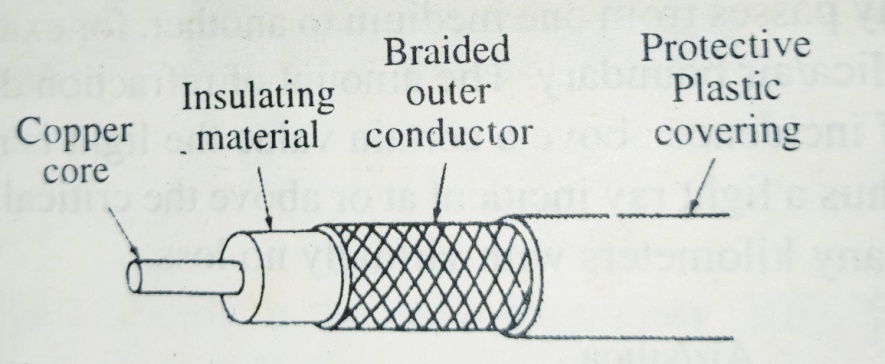 Copper
core
Insulating
material
Braided
outer
conductor
Protective
Plastic
covering